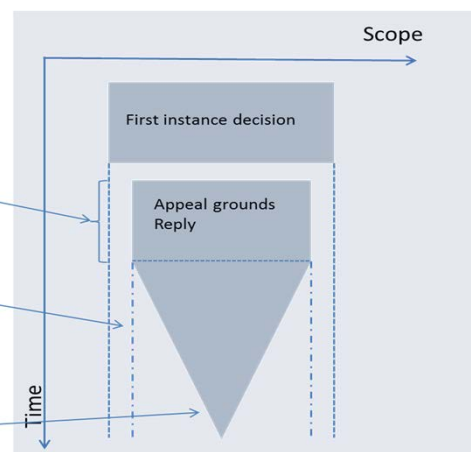 Scope
First instance decision
Appeal grounds
Reply
Time